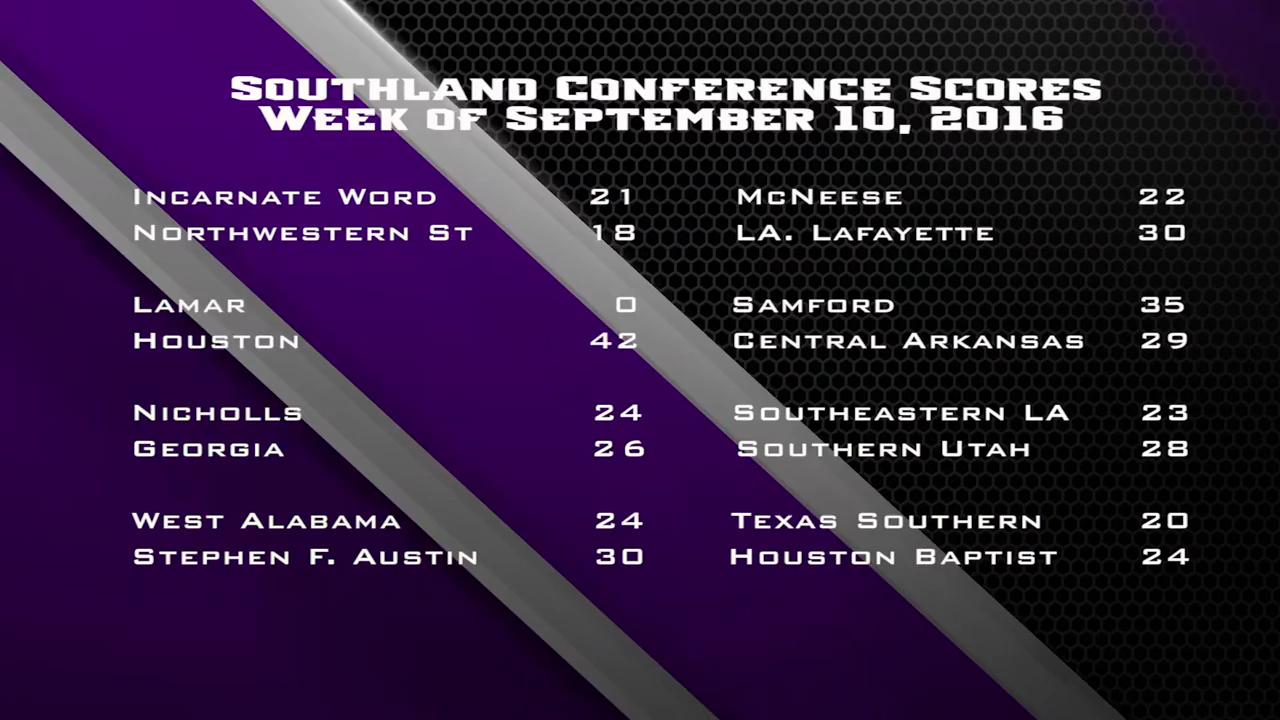 Southland Conference Scores
Week of September 10, 2016
Incarnate Word 21
Northwestern St 18
Lamar 0
Houston 42
Nicholls 24
Georgia 26
West Alabama 24
Stephen F. Austin 30
McNeese 22
LA. Lafayette 30
Samford 35
Central Arkansas 29
Southeastern LA 23
Southern Utah 28
Texas Southern 20
Houston Baptist 24